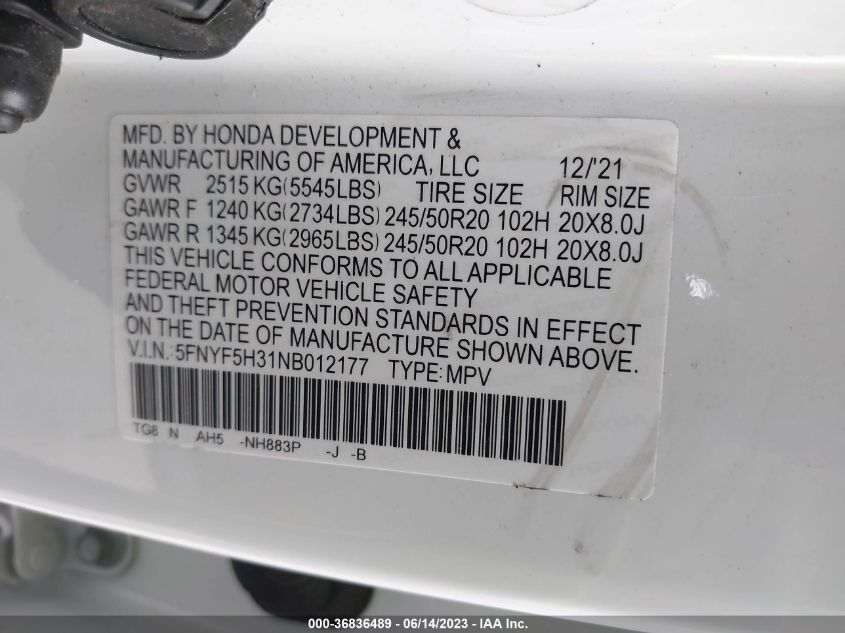 MFD. BY HONDA DEVELOPMENT &
MANUFACTURING OF AMERICA, LLC 12/'21
GVWR 2515 KG(5545LBS) TIRE SIZE RIM SIZE
GAWR F 1240 KG(2734LBS) 245/50R20 102H 20X8.0J
GAWR R 1345 KG(2965LBS) 245/50R20 102H 20X8.0J
THIS VEHICLE CONFORMS TO ALL APPLICABLE
FEDERAL MOTOR VEHICLE SAFETY
AND THEFT PREVENTION STANDARDS IN EFFECT
ON THE DATE OF MANUFACTURE SHOWN ABOVE.
V.I.N.:5FNYF5H31NB012177 TYPE:MPV
TG8 N AH5 -NH883P -J -B
000-36836489 - 06/14/2023 - IAA Inc.